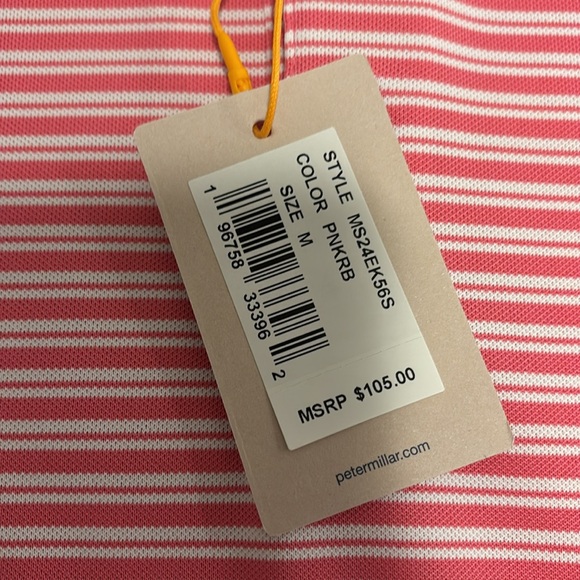 STYLE MS24EK56S
COLOR PNKRB
SIZE M
1 96758 33396 2
MSRP $105.00
petermillar.com